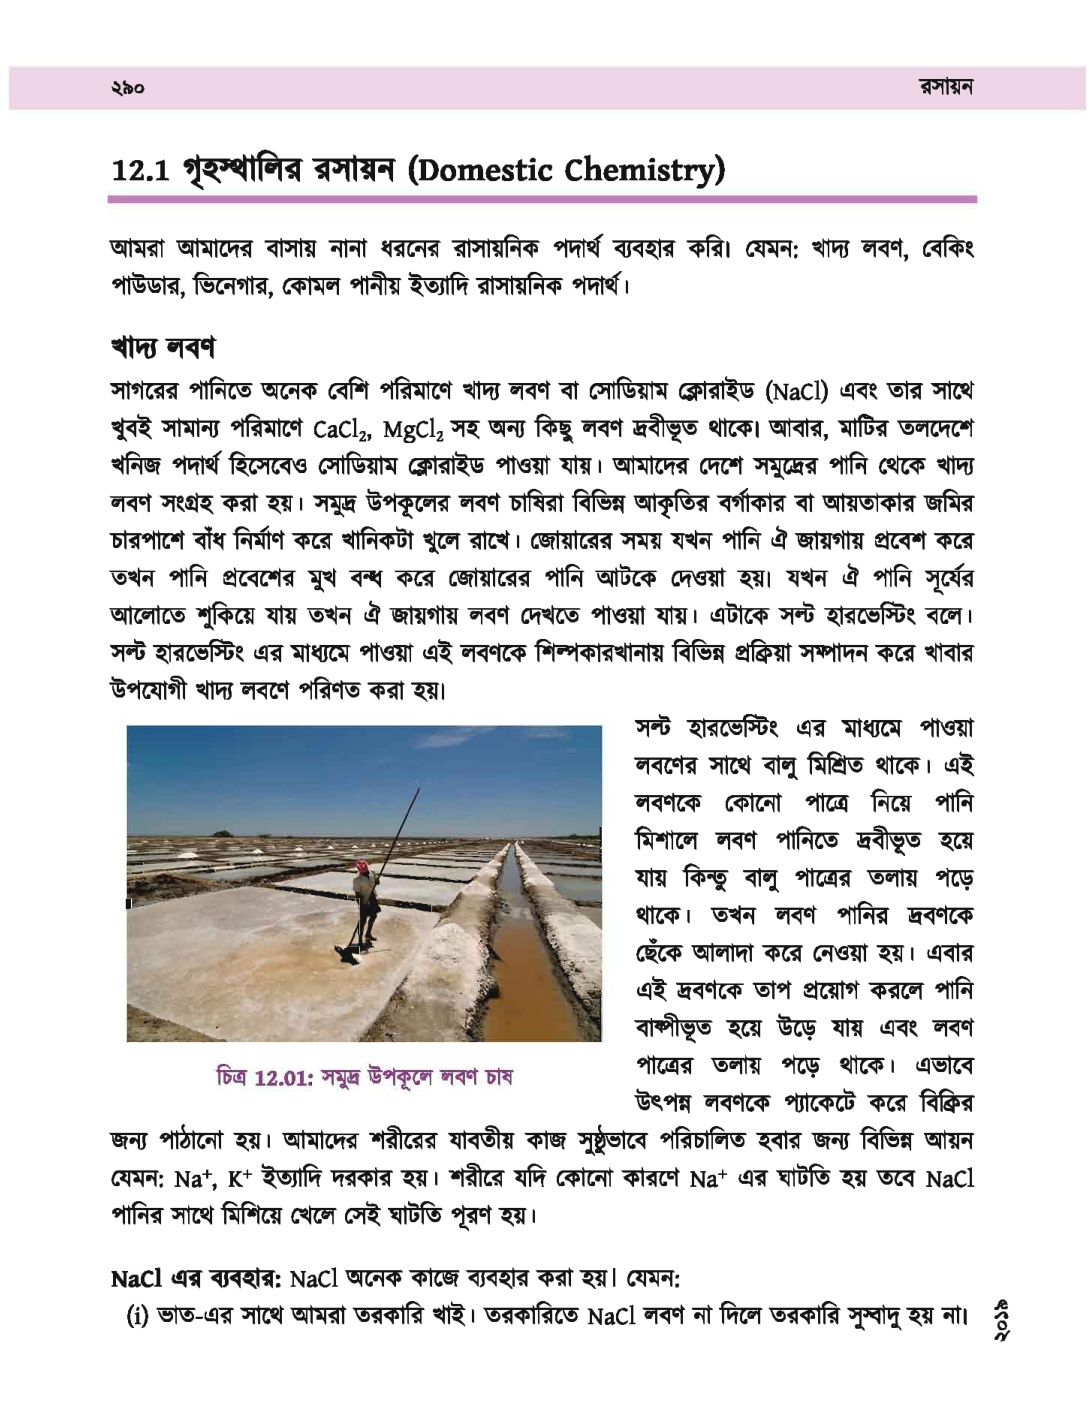 ২৯০
রসায়ন
12.1 গৃহস্থালির রসায়ন (Domestic Chemistry)
আমরা আমাদের বাসায় নানা ধরনের রাসায়নিক পদার্থ ব্যবহার করি। যেমন: খাদ্য লবণ, বেকিং
পাউডার, ভিনেগার, কোমল পানীয় ইত্যাদি রাসায়নিক পদার্থ।
খাদ্য লবণ
সাগরের পানিতে অনেক বেশি পরিমাণে খাদ্য লবণ বা সোডিয়াম ক্লোরাইড (NaCl) এবং তার সাথে
খুবই সামান্য পরিমাণে CaCl₂, MgCl₂ সহ অন্য কিছু লবণ দ্রবীভূত থাকে। আবার, মাটির তলদেশে
খনিজ পদার্থ হিসেবেও সোডিয়াম ক্লোরাইড পাওয়া যায়। আমাদের দেশে সমুদ্রের পানি থেকে খাদ্য
লবণ সংগ্রহ করা হয়। সমুদ্র উপকূলের লবণ চাষিরা বিভিন্ন আকৃতির বর্গাকার বা আয়তাকার জমির
চারপাশে বাঁধ নির্মাণ করে খানিকটা খুলে রাখে। জোয়ারের সময় যখন পানি ঐ জায়গায় প্রবেশ করে
তখন পানি প্রবেশের মুখ বন্ধ করে জোয়ারের পানি আটকে দেওয়া হয়। যখন ঐ পানি সূর্যের
আলোতে শুকিয়ে যায় তখন ঐ জায়গায় লবণ দেখতে পাওয়া যায়। এটাকে সল্ট হারভেস্টিং বলে।
সল্ট হারভেস্টিং এর মাধ্যমে পাওয়া এই লবণকে শিল্পকারখানায় বিভিন্ন প্রক্রিয়া সম্পাদন করে খাবার
উপযোগী খাদ্য লবণে পরিণত করা হয়।
সল্ট হারভেস্টিং এর মাধ্যমে পাওয়া
লবণের সাথে বালু মিশ্রিত থাকে। এই
লবণকে কোনো পাত্রে নিয়ে পানি
মিশালে লবণ পানিতে দ্রবীভূত হয়ে
যায় কিন্তু বালু পাত্রের তলায় পড়ে
থাকে। তখন লবণ পানির দ্রবণকে
ছেঁকে আলাদা করে নেওয়া হয়। এবার
এই দ্রবণকে তাপ প্রয়োগ করলে পানি
বাষ্পীভূত হয়ে উড়ে যায় এবং লবণ
পাত্রের তলায় পড়ে থাকে। এভাবে
উৎপন্ন লবণকে প্যাকেটে করে বিক্রির
চিত্র 12.01: সমুদ্র উপকূলে লবণ চাষ
জন্য পাঠানো হয়। আমাদের শরীরের যাবতীয় কাজ সুষ্ঠুভাবে পরিচালিত হবার জন্য বিভিন্ন আয়ন
যেমন: Na⁺, K⁺ ইত্যাদি দরকার হয়। শরীরে যদি কোনো কারণে Na⁺ এর ঘাটতি হয় তবে NaCl
পানির সাথে মিশিয়ে খেলে সেই ঘাটতি পূরণ হয়।
NaCl এর ব্যবহার: NaCl অনেক কাজে ব্যবহার করা হয়। যেমন:
(i) ভাত-এর সাথে আমরা তরকারি খাই। তরকারিতে NaCl লবণ না দিলে তরকারি সুস্বাদু হয় না।
২০১৯